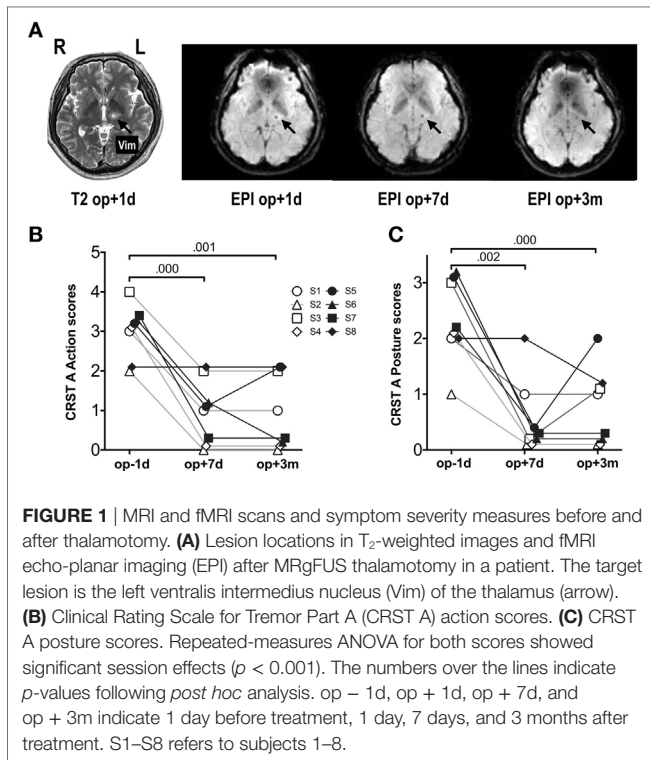 A
R L
Vim
T2 op+1d EPI op+1d EPI op+7d EPI op+3m
B
CRST A Action scores
5
4
3
2
1
0
.001
.000
op-1d op+7d op+3m
S1 S5
S2 S6
S3 S7
S4 S8
C
CRST A Posture scores
3
2
1
0
.000
.002
op-1d op+7d op+3m
FIGURE 1 | MRI and fMRI scans and symptom severity measures before and
after thalamotomy. (A) Lesion locations in T₂-weighted images and fMRI
echo-planar imaging (EPI) after MRgFUS thalamotomy in a patient. The target
lesion is the left ventralis intermedius nucleus (Vim) of the thalamus (arrow).
(B) Clinical Rating Scale for Tremor Part A (CRST A) action scores. (C) CRST
A posture scores. Repeated-measures ANOVA for both scores showed
significant session effects (p < 0.001). The numbers over the lines indicate
p-values following post hoc analysis. op − 1d, op + 1d, op + 7d, and
op + 3m indicate 1 day before treatment, 1 day, 7 days, and 3 months after
treatment. S1–S8 refers to subjects 1–8.